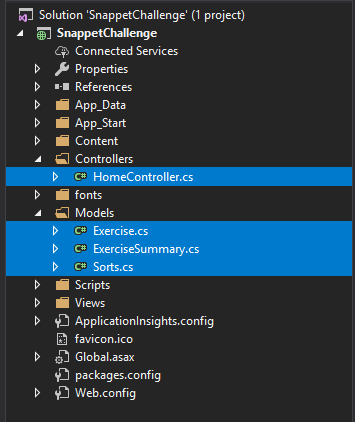 Solution 'SnappetChallenge' (1 project)
SnappetChallenge
Connected Services
Properties
References
App_Data
App_Start
Content
Controllers
C# HomeController.cs
fonts
Models
C# Exercise.cs
C# ExerciseSummary.cs
C# Sorts.cs
Scripts
Views
ApplicationInsights.config
favicon.ico
Global.asax
packages.config
Web.config